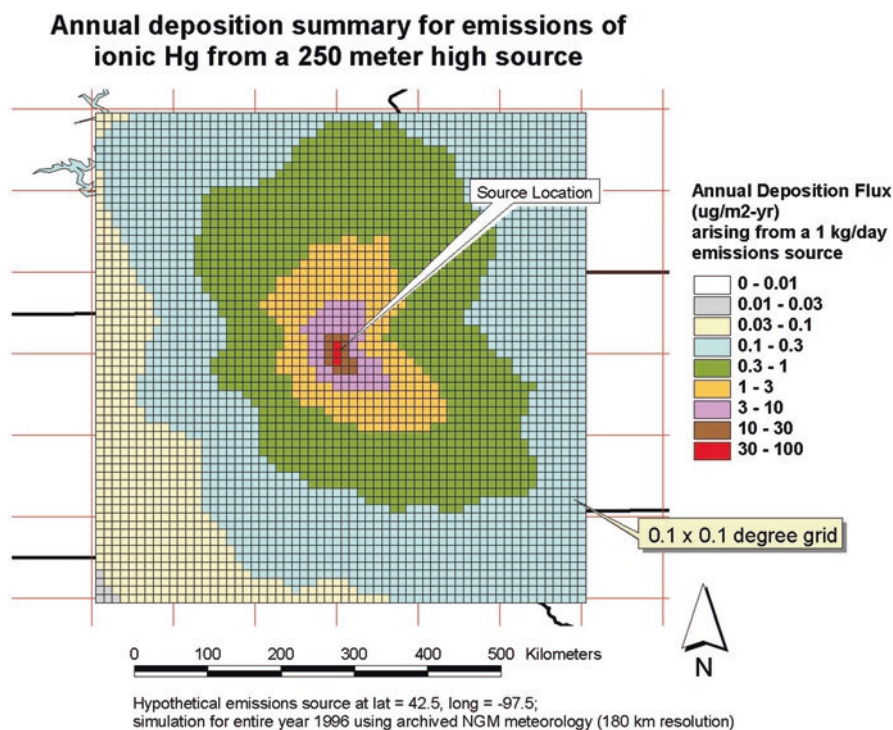 Annual deposition summary for emissions of
ionic Hg from a 250 meter high source
Source Location
Annual Deposition Flux
(ug/m2-yr)
arising from a 1 kg/day
emissions source
0 - 0.01
0.01 - 0.03
0.03 - 0.1
0.1 - 0.3
0.3 - 1
1 - 3
3 - 10
10 - 30
30 - 100
0.1 x 0.1 degree grid
N
0 100 200 300 400 500 Kilometers
Hypothetical emissions source at lat = 42.5, long = -97.5;
simulation for entire year 1996 using archived NGM meteorology (180 km resolution)